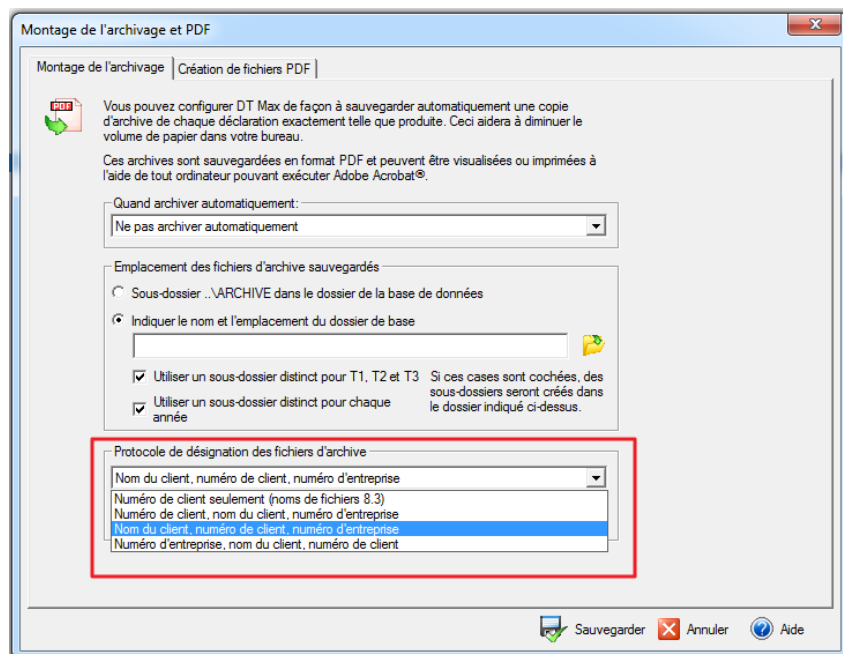 Montage de l'archivage et PDF
Montage de l'archivage
Création de fichiers PDF
PDF
Vous pouvez configurer DT Max de façon à sauvegarder automatiquement une copie
d'archive de chaque déclaration exactement telle que produite. Ceci aidera à diminuer le
volume de papier dans votre bureau.
Ces archives sont sauvegardées en format PDF et peuvent être visualisées ou imprimées à
l'aide de tout ordinateur pouvant exécuter Adobe Acrobat®.
Quand archiver automatiquement:
Ne pas archiver automatiquement
Emplacement des fichiers d'archive sauvegardés
Sous-dossier ..\ARCHIVE dans le dossier de la base de données
Indiquer le nom et l'emplacement du dossier de base
Utiliser un sous-dossier distinct pour T1, T2 et T3
Utiliser un sous-dossier distinct pour chaque
année
Si ces cases sont cochées, des
sous-dossiers seront créés dans
le dossier indiqué ci-dessus.
Protocole de désignation des fichiers d'archive
Nom du client, numéro de client, numéro d'entreprise
Numéro de client seulement (noms de fichiers 8.3)
Numéro de client, nom du client, numéro d'entreprise
Nom du client, numéro de client, numéro d'entreprise
Numéro d'entreprise, nom du client, numéro de client
Sauvegarder
Annuler
Aide